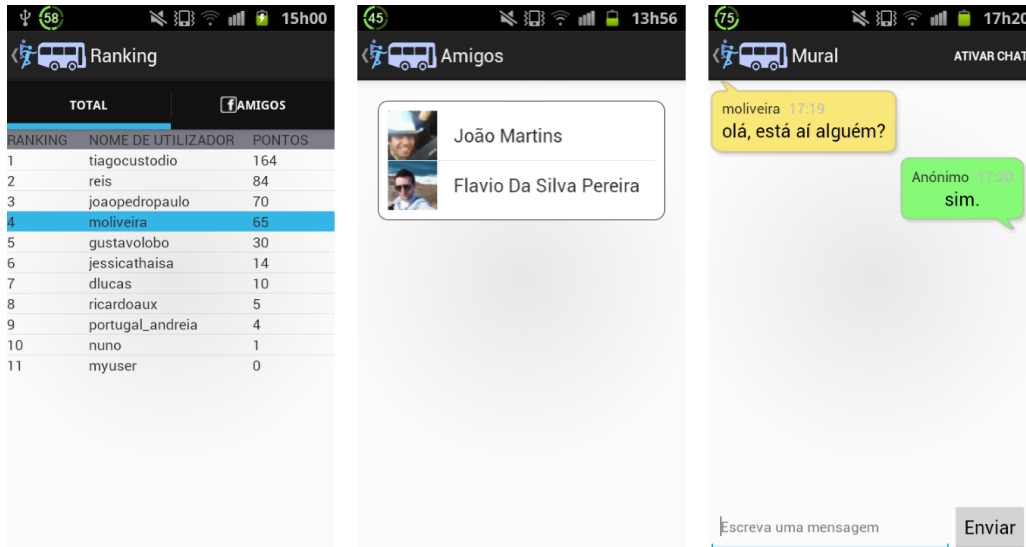 58 15h00
Ranking
TOTAL fAMIGOS
RANKING NOME DE UTILIZADOR PONTOS
1 tiagocustodio 164
2 reis 84
3 joaopedropaulo 70
4 moliveira 65
5 gustavolobo 30
6 jessicathaisa 14
7 dlucas 10
8 ricardoaux 5
9 portugal_andreia 4
10 nuno 1
11 myuser 0
45 13h56
Amigos
João Martins
Flavio Da Silva Pereira
75 17h20
Mural ATIVAR CHAT
moliveira 17:19
olá, está aí alguém?
Anónimo 17:20
sim.
Escreva uma mensagem Enviar